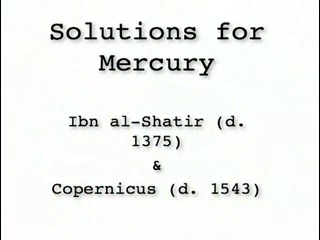 Solutions for
Mercury
Ibn al-Shatir (d.
1375)
&
Copernicus (d. 1543)